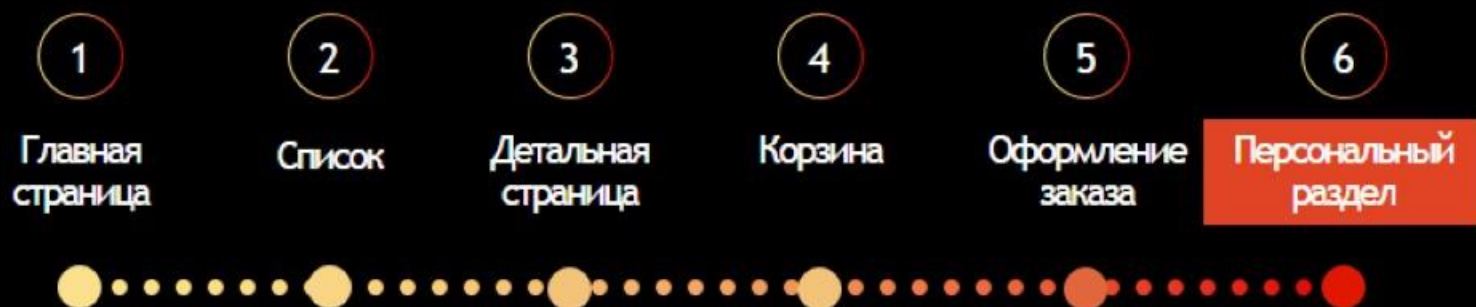 1 2 3 4 5 6
Главная страница
Список
Детальная страница
Корзина
Оформление заказа
Персональный раздел